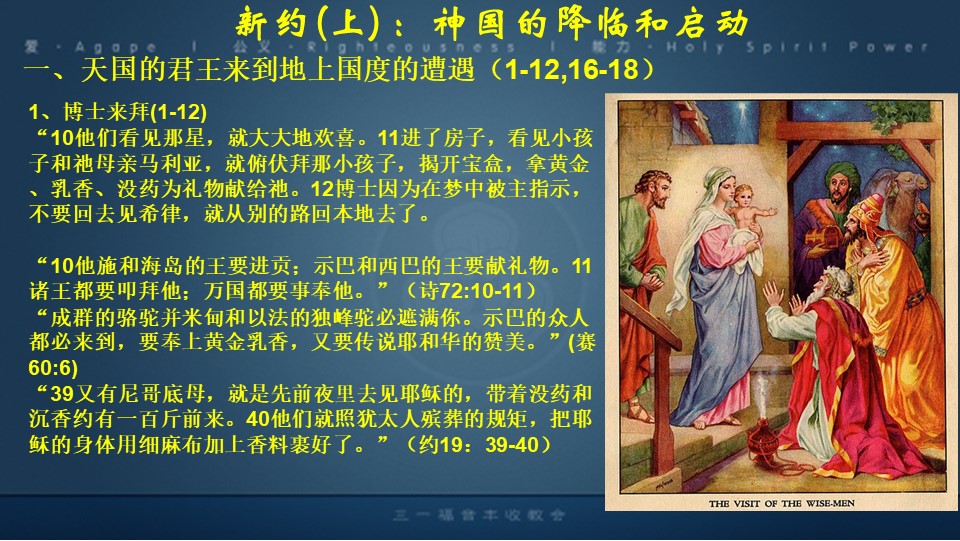 新约(上)：神国的降临和启动
爱·Agape | 公义·Righteousness | 能力·Holy Spirit Power
一、天国的君王来到地上国度的遭遇（1-12,16-18）
1、博士来拜(1-12)
“10他们看见那星，就大大地欢喜。11进了房子，看见小孩
子和祂母亲马利亚，就俯伏拜那小孩子，揭开宝盒，拿黄金
、乳香、没药为礼物献给祂。12博士因为在梦中被主指示，
不要回去见希律，就从别的路回本地去了。
“10他施和海岛的王要进贡；示巴和西巴的王要献礼物。11
诸王都要叩拜他；万国都要事奉他。”（诗72:10-11）
“成群的骆驼并米甸和以法的独峰驼必遮满你。示巴的众人
都必来到，要奉上黄金乳香，又要传说耶和华的赞美。”(赛
60:6)
“39又有尼哥底母，就是先前夜里去见耶稣的，带着没药和
沉香约有一百斤前来。40他们就照犹太人殡葬的规矩，把耶
稣的身体用细麻布加上香料裹好了。”（约19：39-40）
THE VISIT OF THE WISE-MEN
三一福音丰收教会